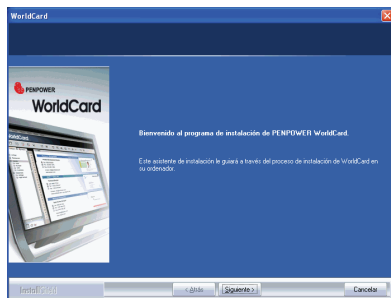 WorldCard
PENPOWER
WorldCard
Bienvenido al programa de instalación de PENPOWER WorldCard.
Este asistente de instalación le guiará a través del proceso de instalación de WorldCard en
su ordenador.
< Atrás
Siguiente >
Cancelar